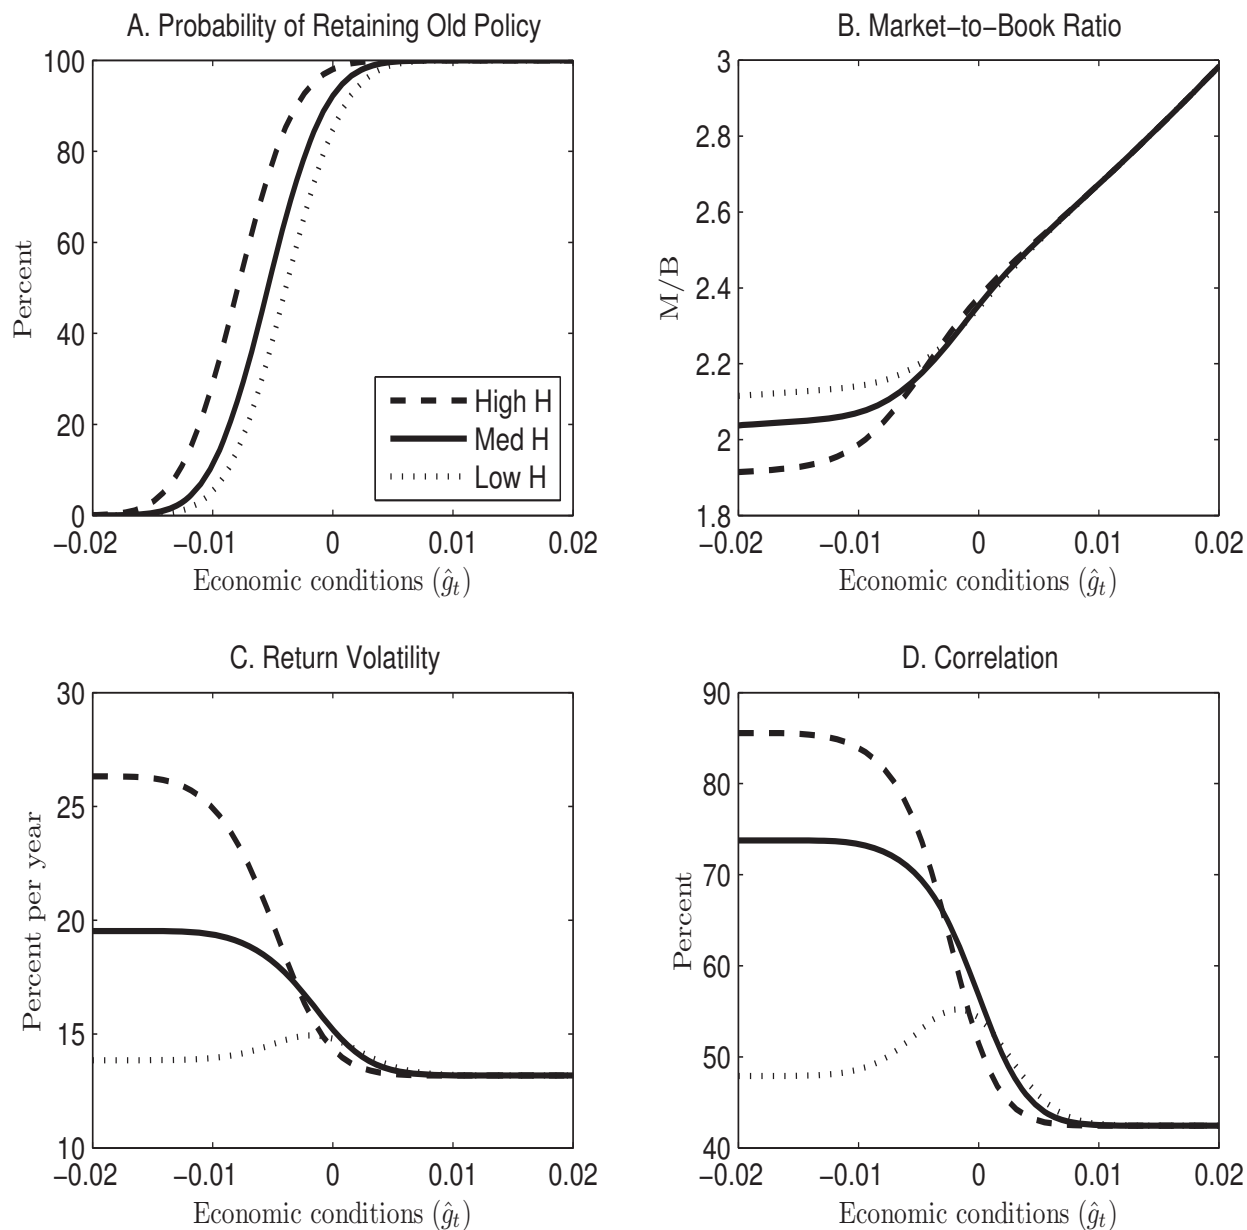 A. Probability of Retaining Old Policy
100
80
60
40
20
0
Percent
−0.02 −0.01 0 0.01 0.02
Economic conditions (ĝt)
High H
Med H
Low H
B. Market−to−Book Ratio
3
2.8
2.6
2.4
2.2
2
1.8
M/B
−0.02 −0.01 0 0.01 0.02
Economic conditions (ĝt)
C. Return Volatility
30
25
20
15
10
Percent per year
−0.02 −0.01 0 0.01 0.02
Economic conditions (ĝt)
D. Correlation
90
80
70
60
50
40
Percent
−0.02 −0.01 0 0.01 0.02
Economic conditions (ĝt)